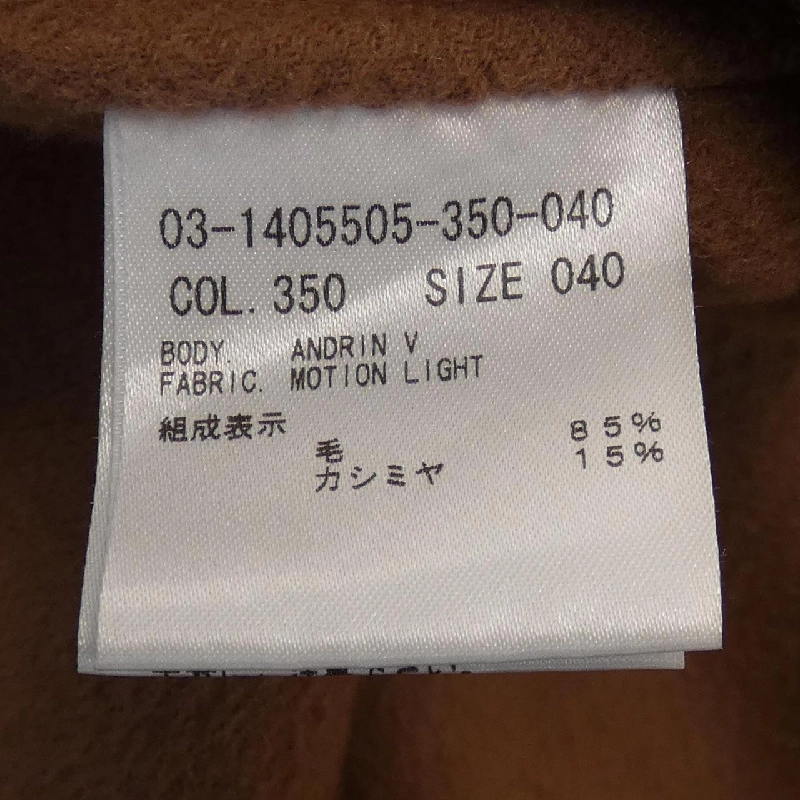 03-1405505-350-040
COL. 350 SIZE 040
BODY. ANDRIN V
FABRIC. MOTION LIGHT
組成表示
毛 85%
カシミヤ 15%